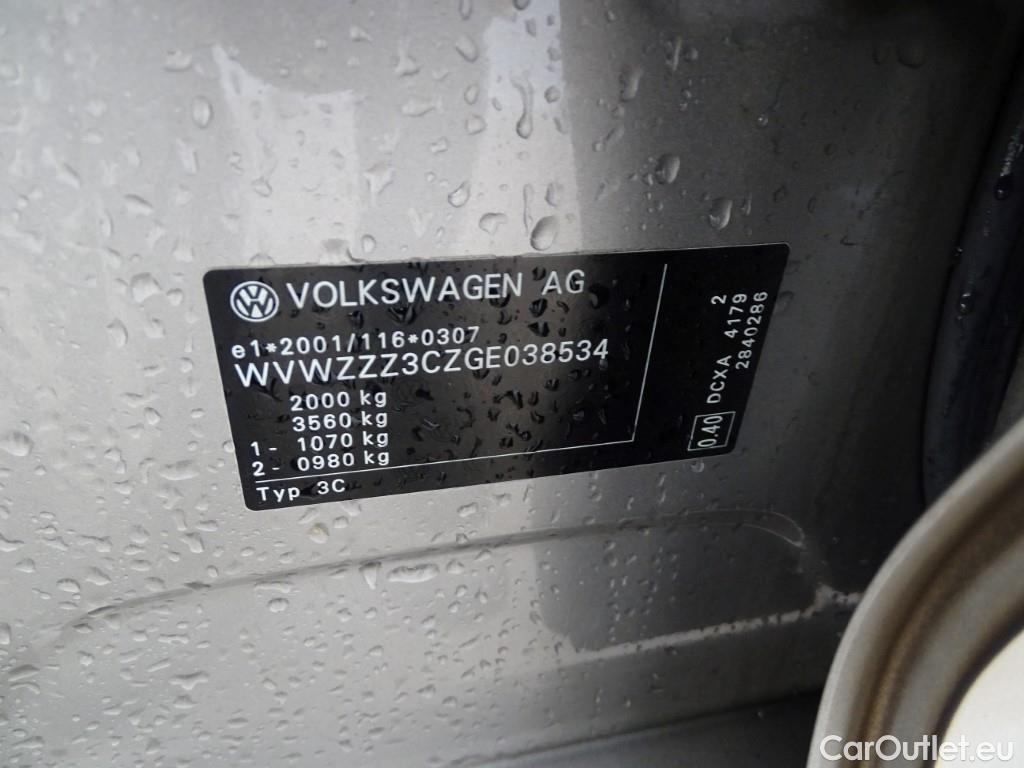 VOLKSWAGEN AG
e1*2001/116*0307
WVWZZZ3CZGE038534
2000 kg
3560 kg
1 - 1070 kg
2 - 0980 kg
Typ 3C
0.40 DCXA 4179 2
2840286
CarOutlet.eu